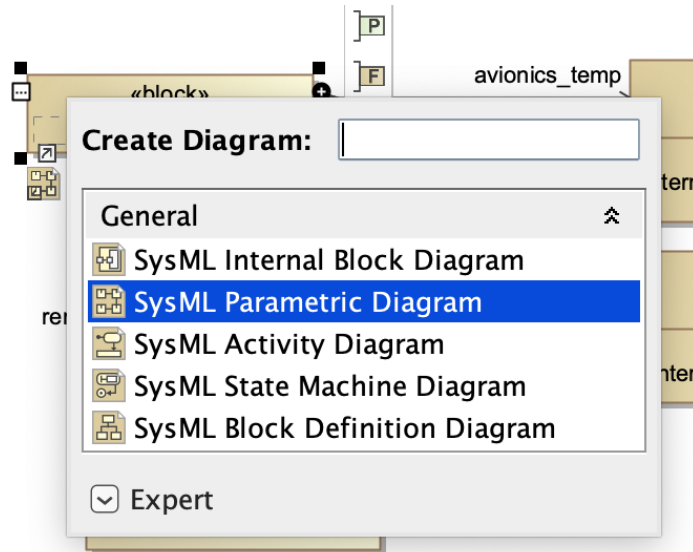 P
F
avionics_temp
«block»
Create Diagram:
General
SysML Internal Block Diagram
SysML Parametric Diagram
SysML Activity Diagram
SysML State Machine Diagram
SysML Block Definition Diagram
Expert